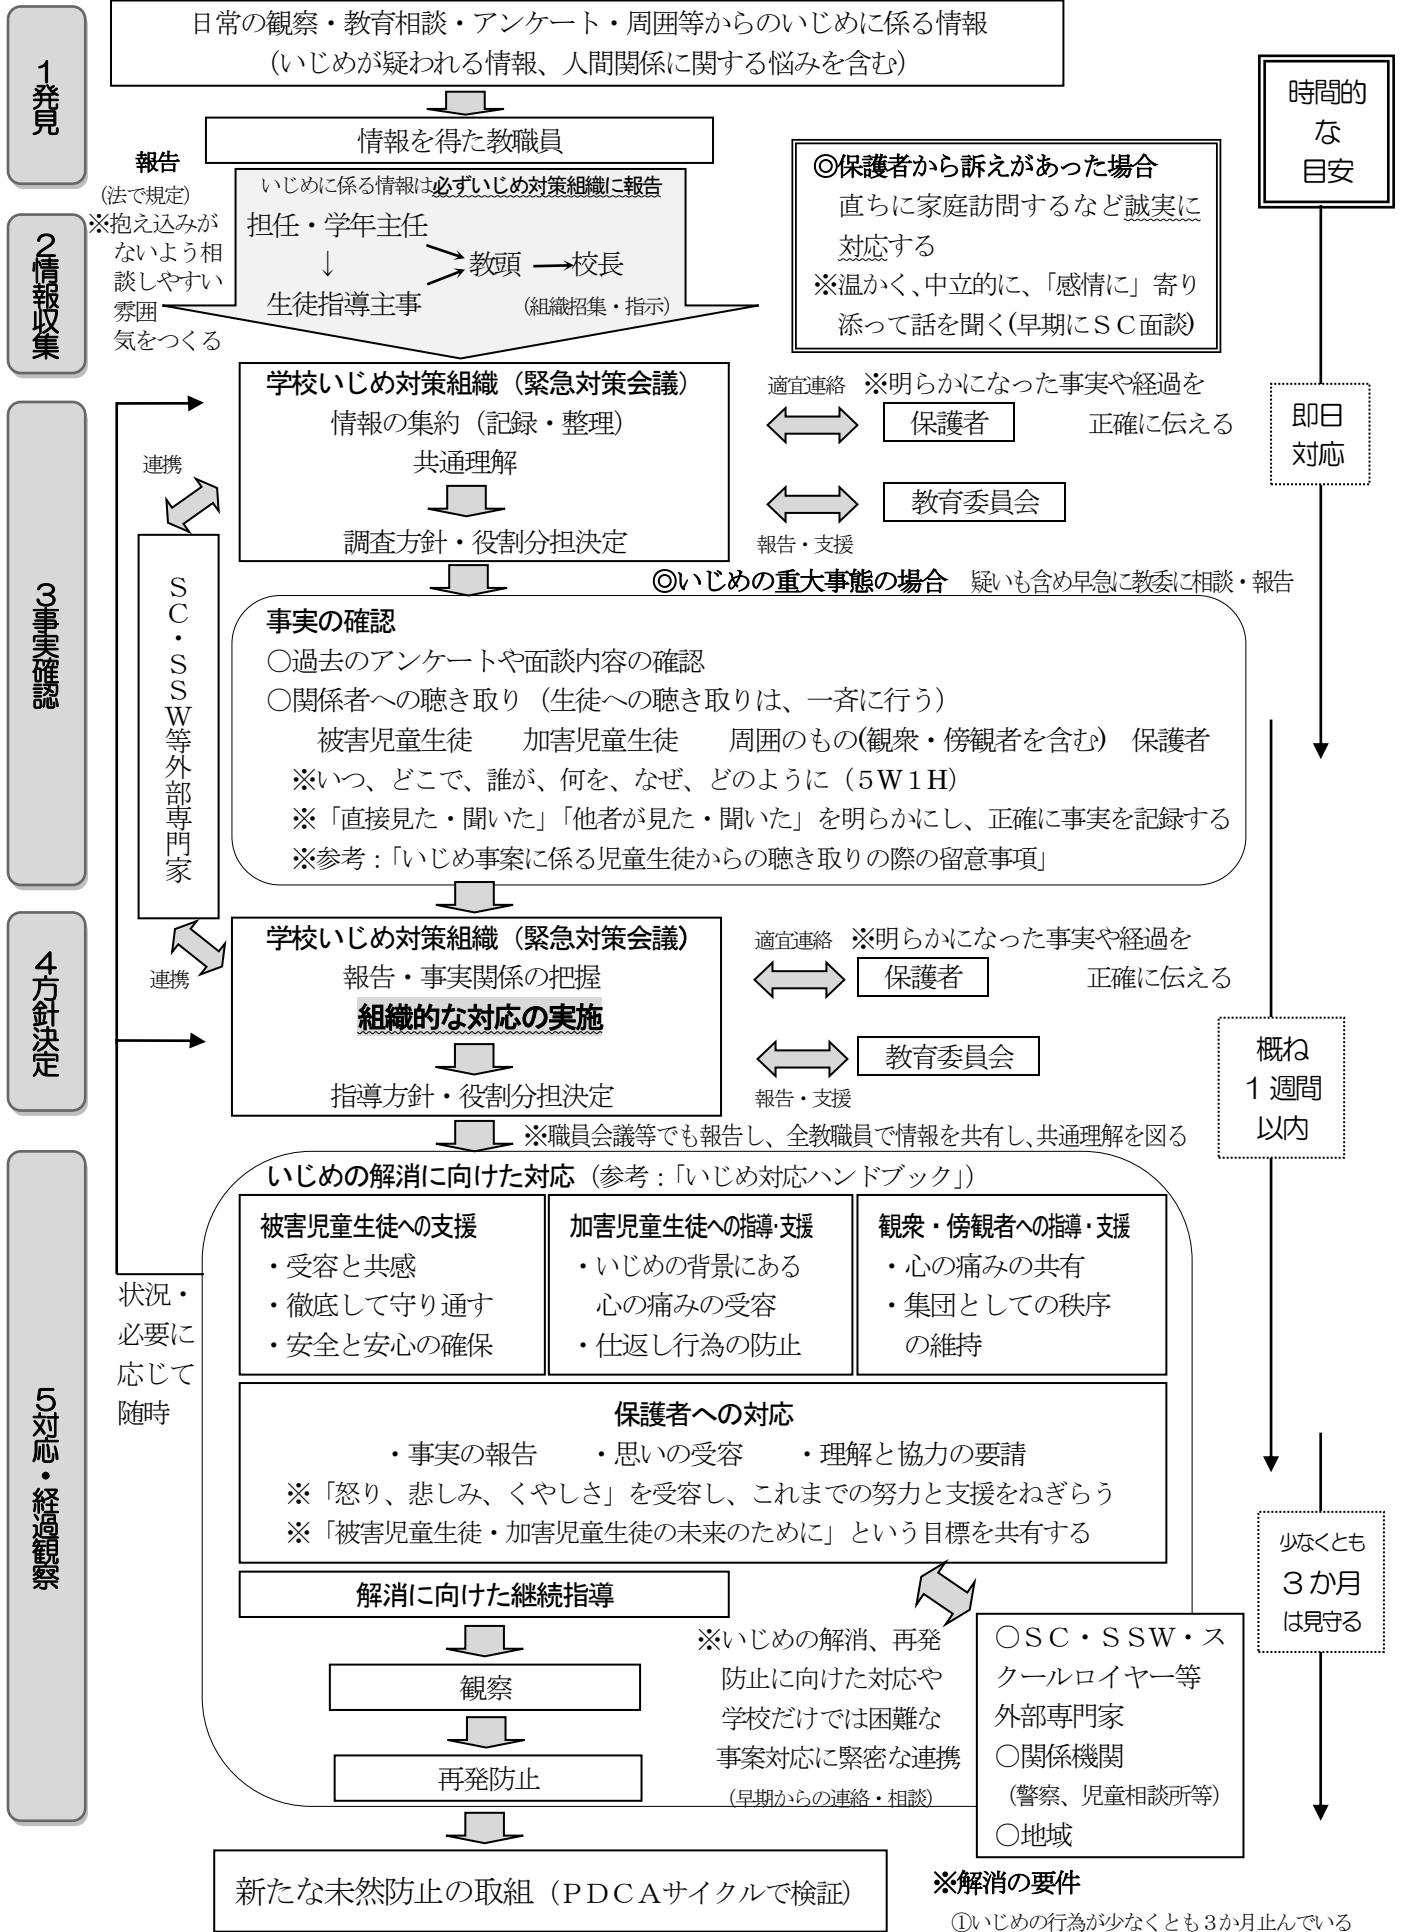 日常の観察・教育相談・アンケート・周囲等からのいじめに係る情報
（いじめが疑われる情報、人間関係に関する悩みを含む）
１発見
情報を得た教職員
時間的
な
目安
報告
（法で規定）
※抱え込みが
ないよう相
談しやすい
雰囲
気をつくる
いじめに係る情報は必ずいじめ対策組織に報告
担任・学年主任
↓
生徒指導主事
教頭
校長
（組織招集・指示）
◎保護者から訴えがあった場合
直ちに家庭訪問するなど誠実に
対応する
※温かく、中立的に、「感情に」寄り
添って話を聞く(早期にＳＣ面談)
２情報収集
学校いじめ対策組織（緊急対策会議）
情報の集約（記録・整理）
共通理解
調査方針・役割分担決定
適宜連絡　※明らかになった事実や経過を
保護者
正確に伝える
教育委員会
報告・支援
即日
対応
連携
ＳＣ・ＳＳＷ等外部専門家
◎いじめの重大事態の場合　疑いも含め早急に教委に相談・報告
３事実確認
事実の確認
○過去のアンケートや面談内容の確認
○関係者への聴き取り（生徒への聴き取りは、一斉に行う）
被害児童生徒　　加害児童生徒　　周囲のもの(観衆・傍観者を含む)　保護者
※いつ、どこで、誰が、何を、なぜ、どのように（５Ｗ１Ｈ）
※「直接見た・聞いた」「他者が見た・聞いた」を明らかにし、正確に事実を記録する
※参考：「いじめ事案に係る児童生徒からの聴き取りの際の留意事項」
４方針決定
連携
学校いじめ対策組織（緊急対策会議）
報告・事実関係の把握
組織的な対応の実施
指導方針・役割分担決定
適宜連絡　※明らかになった事実や経過を
保護者
正確に伝える
教育委員会
報告・支援
概ね
１週間
以内
※職員会議等でも報告し、全教職員で情報を共有し、共通理解を図る
５対応・経過観察
いじめの解消に向けた対応（参考：「いじめ対応ハンドブック」）
被害児童生徒への支援
・受容と共感
・徹底して守り通す
・安全と安心の確保
加害児童生徒への指導・支援
・いじめの背景にある
心の痛みの受容
・仕返し行為の防止
観衆・傍観者への指導・支援
・心の痛みの共有
・集団としての秩序
の維持
状況・
必要に
応じて
随時
保護者への対応
・事実の報告　　・思いの受容　　・理解と協力の要請
※「怒り、悲しみ、くやしさ」を受容し、これまでの努力と支援をねぎらう
※「被害児童生徒・加害児童生徒の未来のために」という目標を共有する
少なくとも
３か月
は見守る
解消に向けた継続指導
観察
再発防止
※いじめの解消、再発
防止に向けた対応や
学校だけでは困難な
事案対応に緊密な連携
（早期からの連絡・相談）
○ＳＣ・ＳＳＷ・ス
クールロイヤー等
外部専門家
○関係機関
（警察、児童相談所等）
○地域
新たな未然防止の取組（ＰＤＣＡサイクルで検証）
※解消の要件
①いじめの行為が少なくとも３か月止んでいる